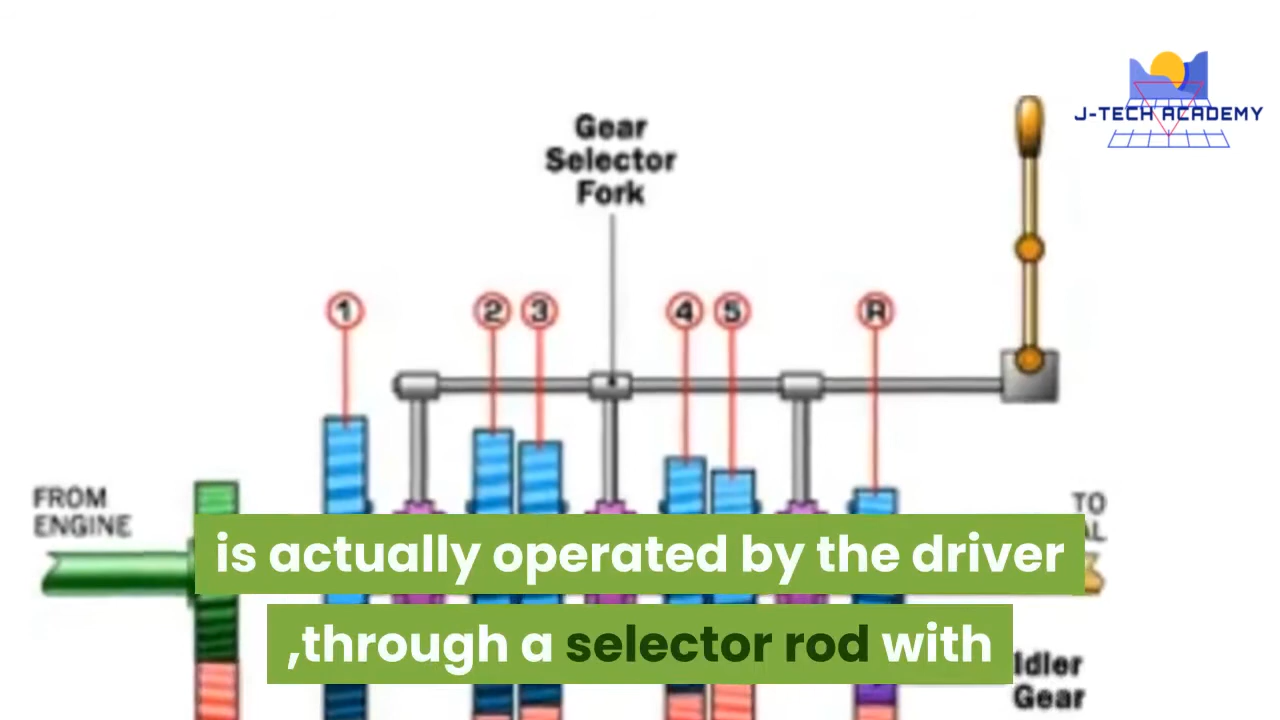 J-TECH ACADEMY
Gear
Selector
Fork
1 2 3 4 5 R
FROM
ENGINE
TO
is actually operated by the driver
,through a selector rod with
Idler
Gear